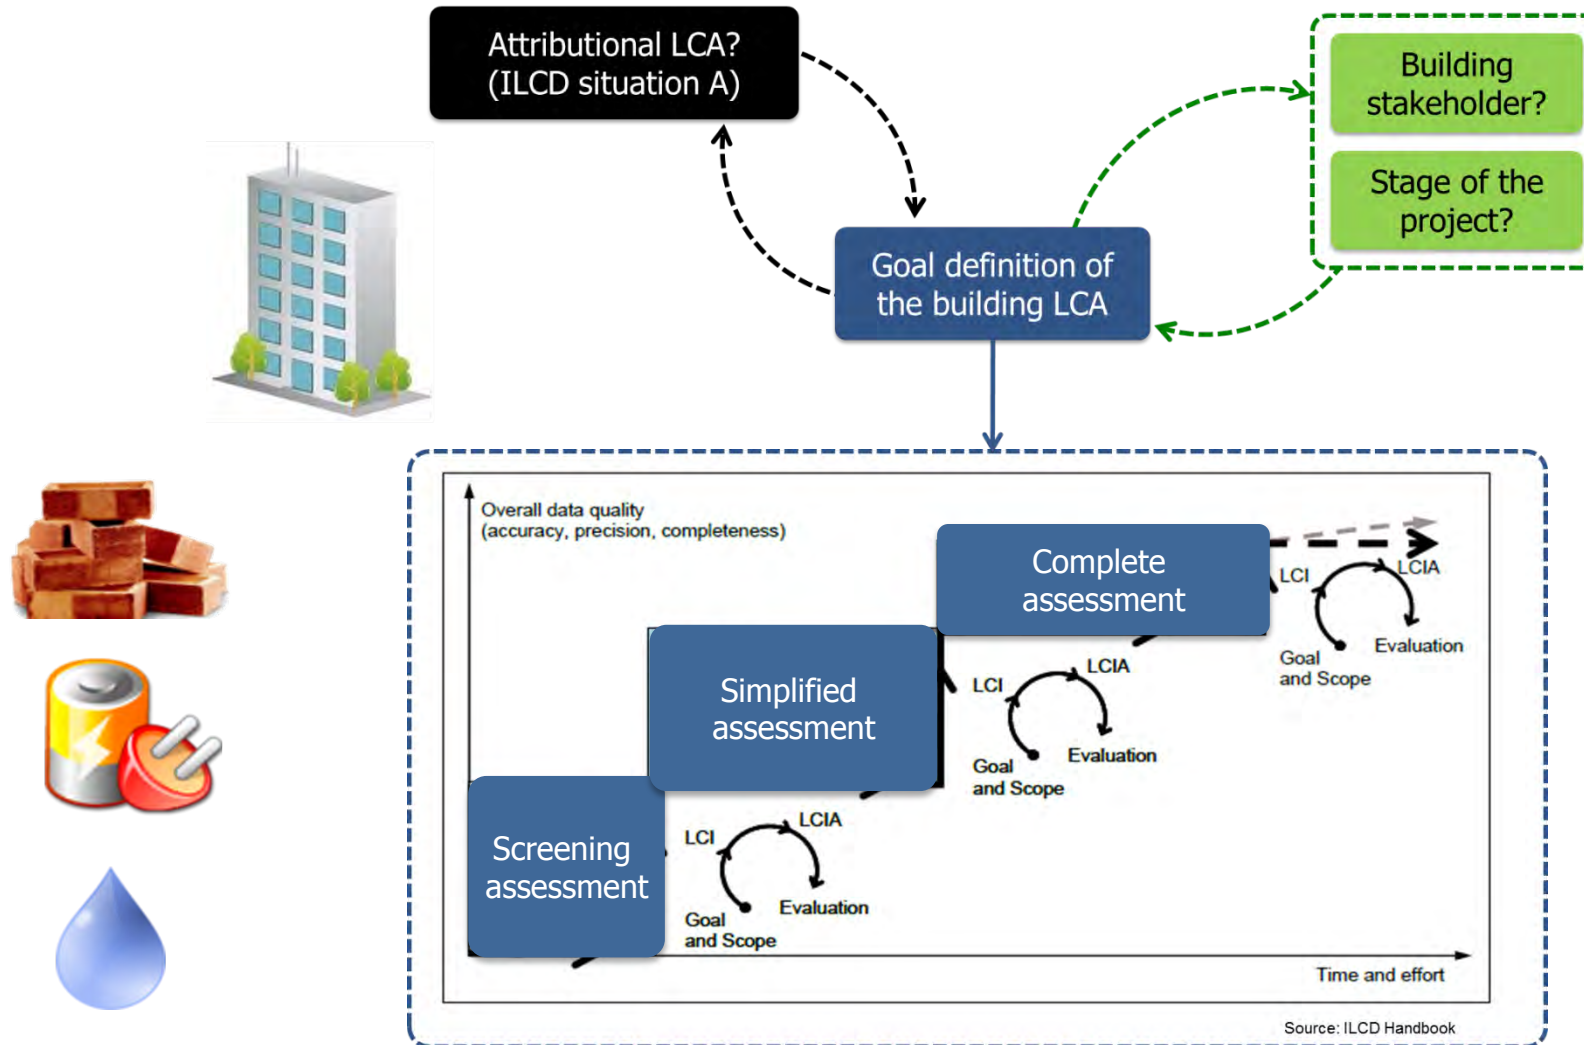 Attributional LCA?
(ILCD situation A)
Building
stakeholder?
Stage of the
project?
Goal definition of
the building LCA
Overall data quality
(accuracy, precision, completeness)
Complete
assessment
LCI
LCIA
Goal
and Scope
Evaluation
Simplified
assessment
LCI
LCIA
Goal
and Scope
Evaluation
Screening
assessment
LCI
LCIA
Goal
and Scope
Evaluation
Time and effort
Source: ILCD Handbook